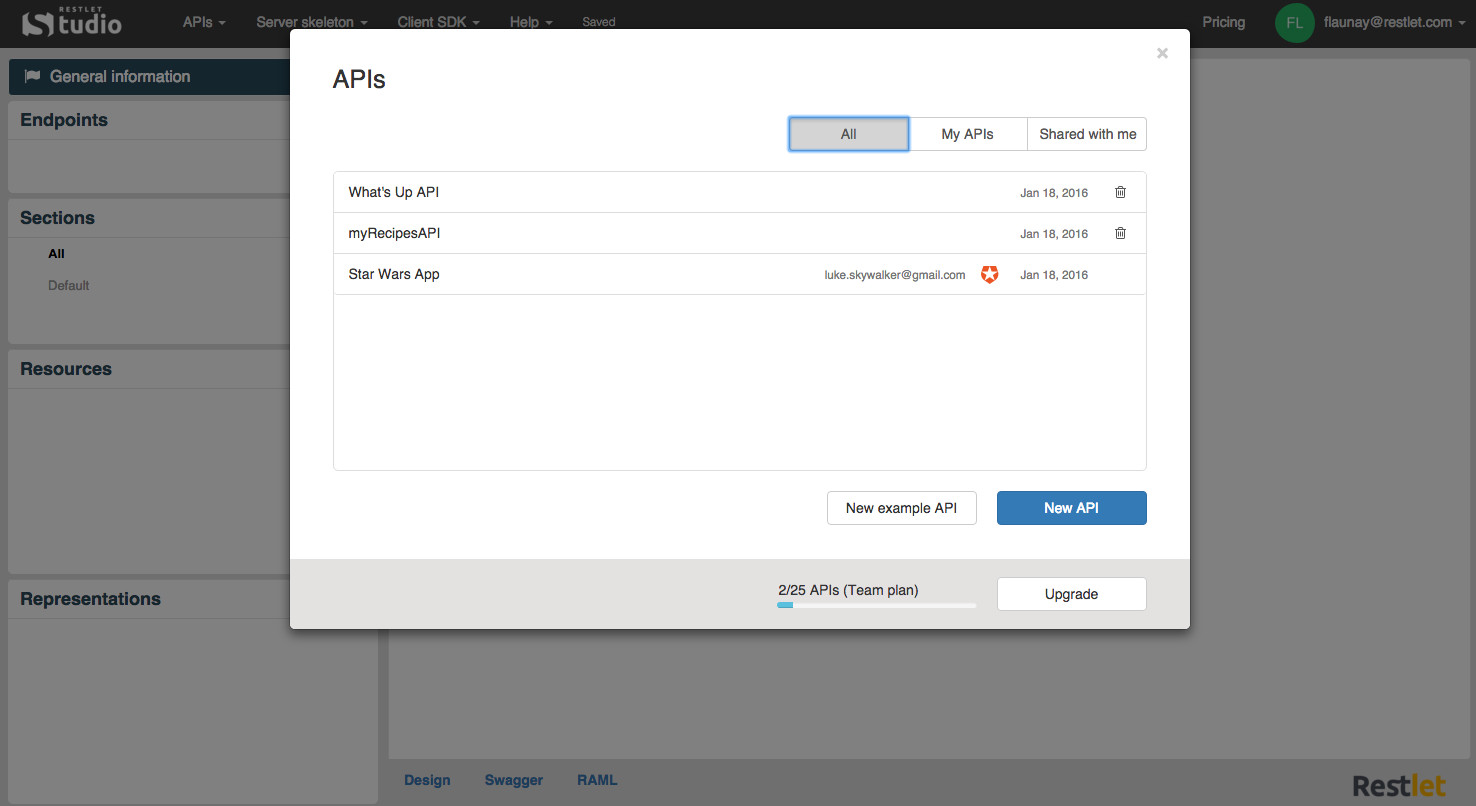 RESTLET
Studio
APIs
Server skeleton
Client SDK
Help
Saved
Pricing
FL
flaunay@restlet.com
General information
Endpoints
Sections
All
Default
Resources
Representations
×
APIs
All
My APIs
Shared with me
What's Up API
Jan 18, 2016
myRecipesAPI
Jan 18, 2016
Star Wars App
luke.skywalker@gmail.com
Jan 18, 2016
New example API
New API
2/25 APIs (Team plan)
Upgrade
Design
Swagger
RAML
Restlet